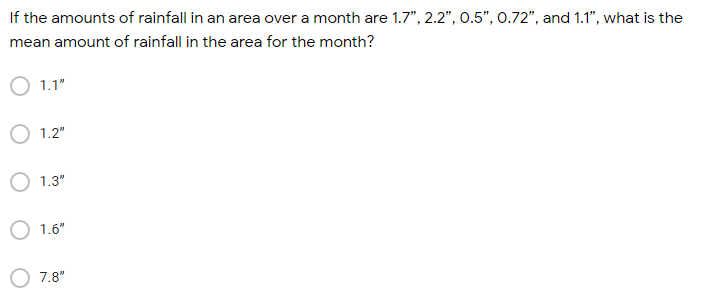 If the amounts of rainfall in an area over a month are 1.7”, 2.2”, 0.5”, 0.72”, and 1.1”, what is the
mean amount of rainfall in the area for the month?
1.1"
1.2"
1.3"
1.6"
7.8"